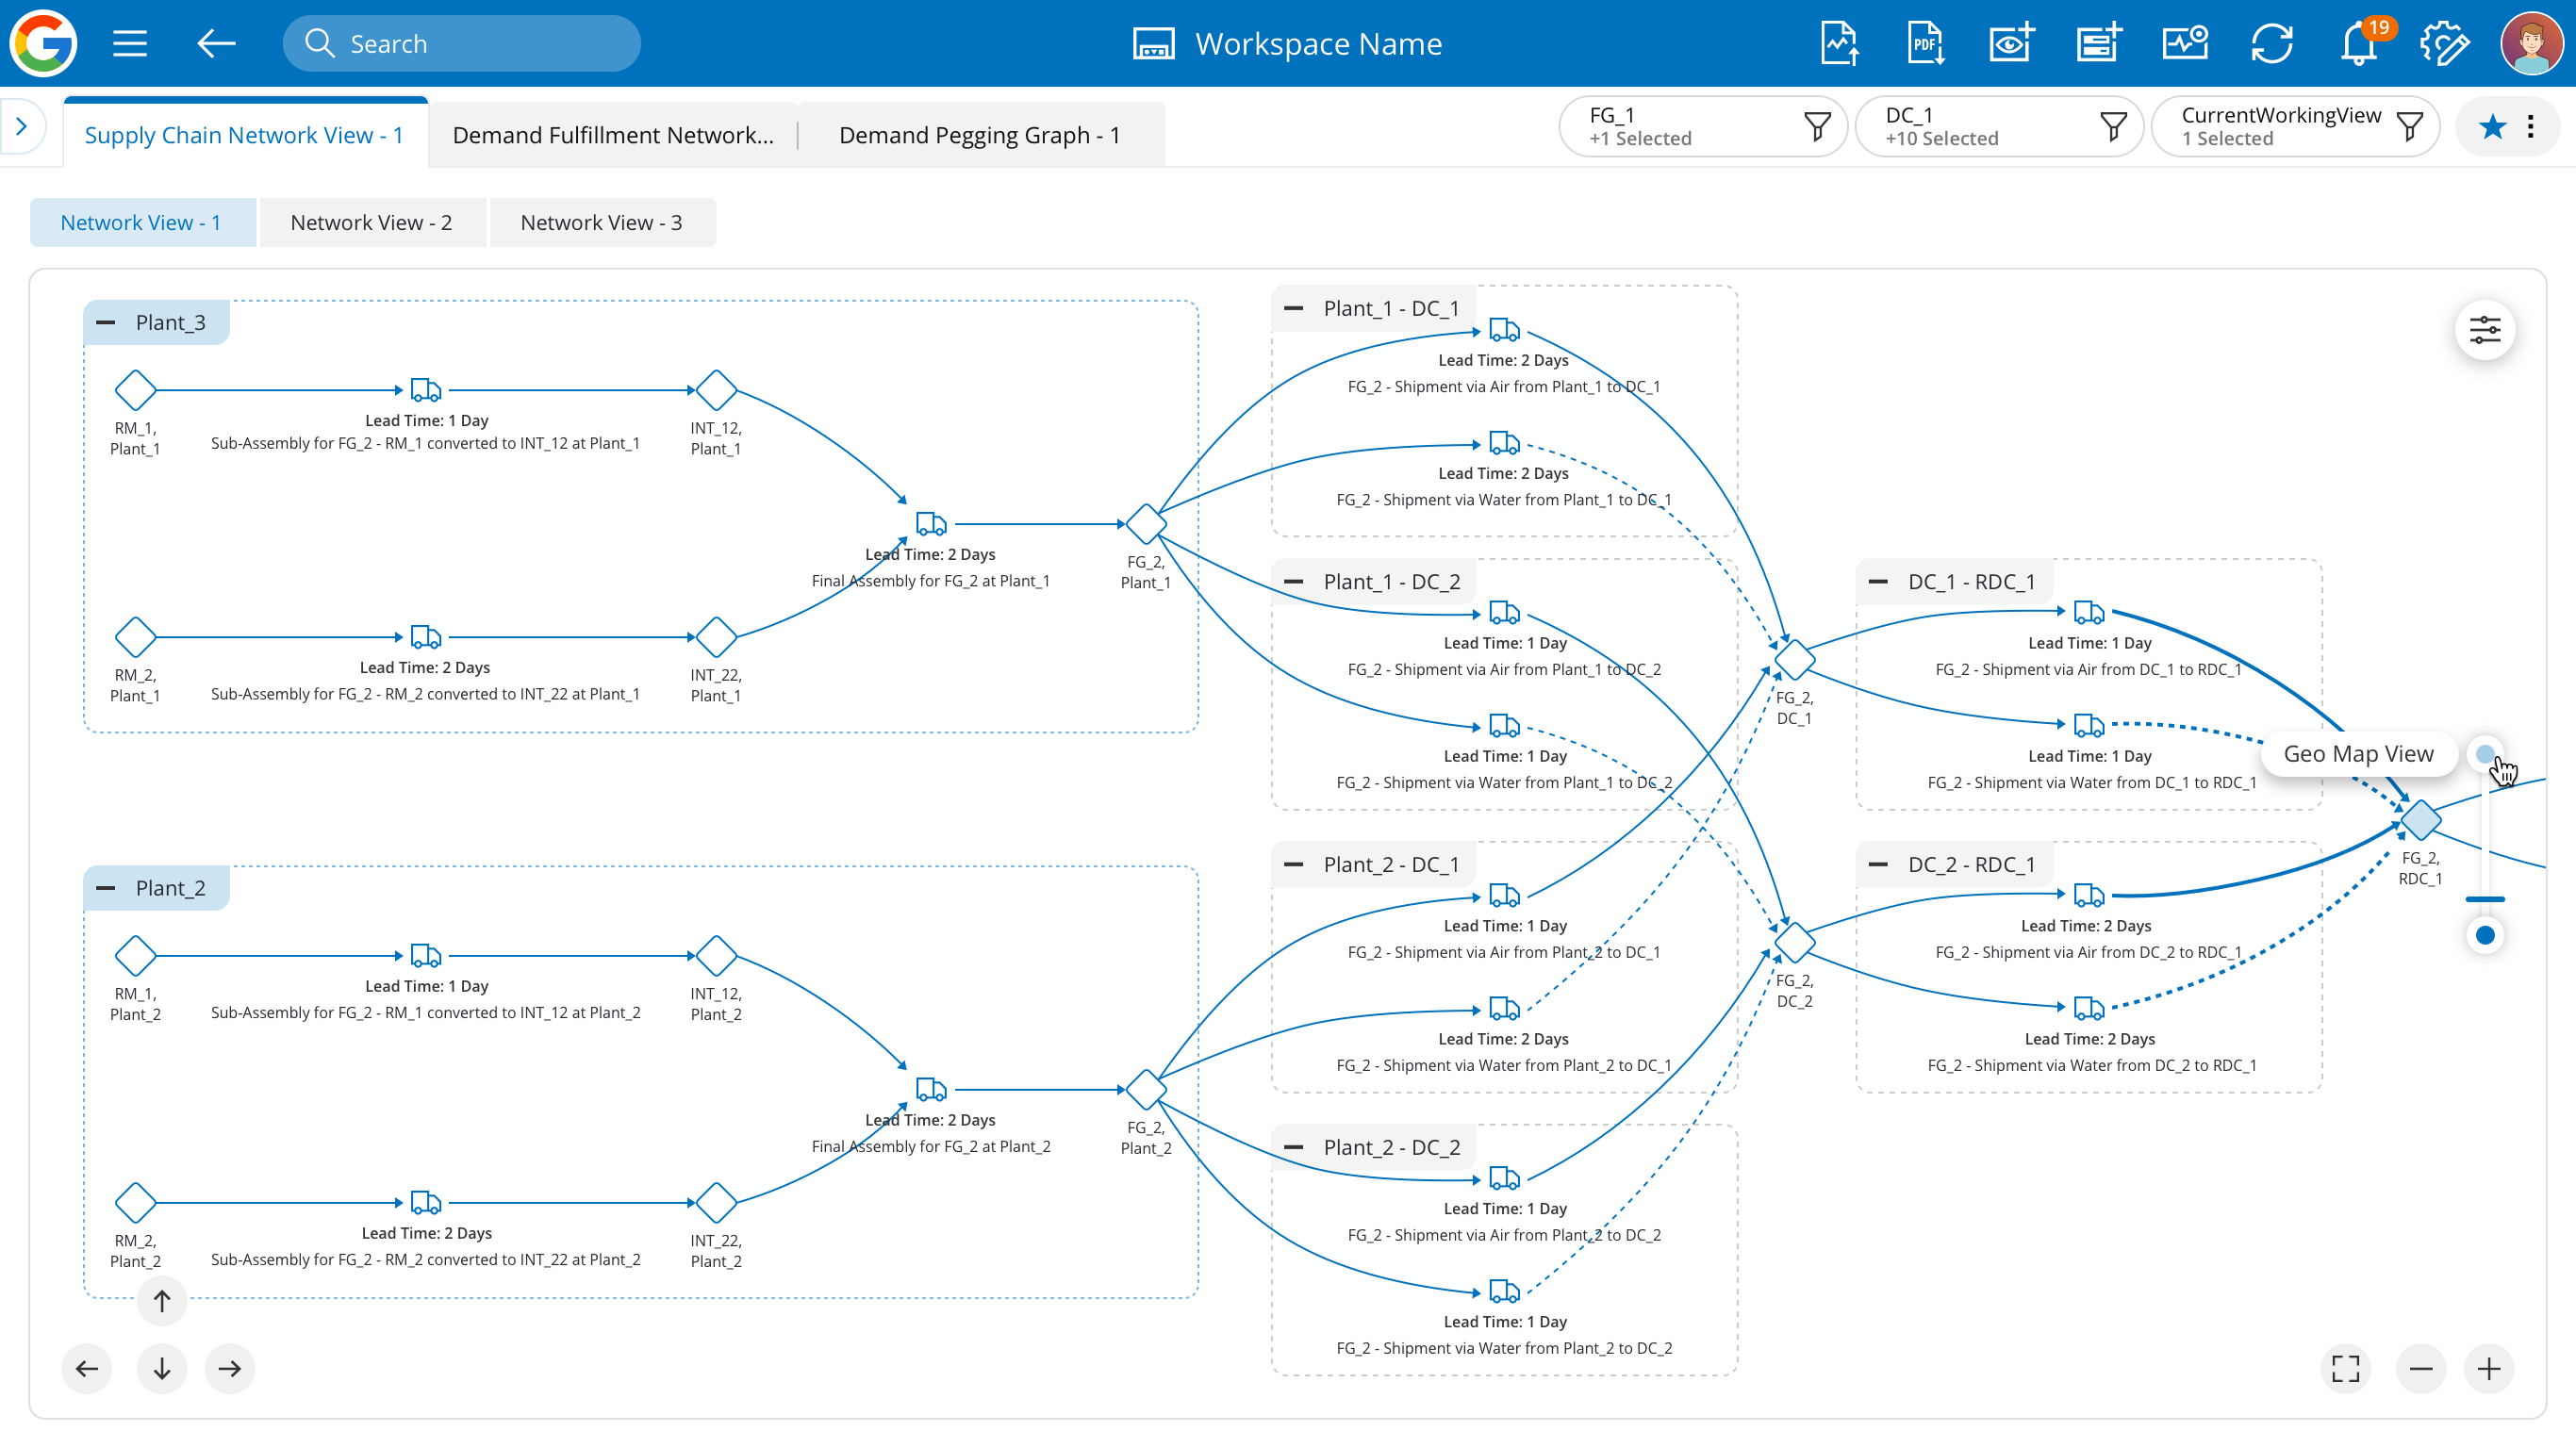 Search
Workspace Name
PDF
19
Supply Chain Network View - 1
Demand Fulfillment Network...
Demand Pegging Graph - 1
FG_1
+1 Selected
DC_1
+10 Selected
CurrentWorkingView
1 Selected
Network View - 1
Network View - 2
Network View - 3
Plant_3
RM_1,
Plant_1
Lead Time: 1 Day
Sub-Assembly for FG_2 - RM_1 converted to INT_12 at Plant_1
INT_12,
Plant_1
Lead Time: 2 Days
Final Assembly for FG_2 at Plant_1
FG_2,
Plant_1
RM_2,
Plant_1
Lead Time: 2 Days
Sub-Assembly for FG_2 - RM_2 converted to INT_22 at Plant_1
INT_22,
Plant_1
Plant_2
RM_1,
Plant_2
Lead Time: 1 Day
Sub-Assembly for FG_2 - RM_1 converted to INT_12 at Plant_2
INT_12,
Plant_2
Lead Time: 2 Days
Final Assembly for FG_2 at Plant_2
FG_2,
Plant_2
RM_2,
Plant_2
Lead Time: 2 Days
Sub-Assembly for FG_2 - RM_2 converted to INT_22 at Plant_2
INT_22,
Plant_2
Plant_1 - DC_1
Lead Time: 2 Days
FG_2 - Shipment via Air from Plant_1 to DC_1
Lead Time: 2 Days
FG_2 - Shipment via Water from Plant_1 to DC_1
Plant_1 - DC_2
Lead Time: 1 Day
FG_2 - Shipment via Air from Plant_1 to DC_2
Lead Time: 1 Day
FG_2 - Shipment via Water from Plant_1 to DC_2
Plant_2 - DC_1
Lead Time: 1 Day
FG_2 - Shipment via Air from Plant_2 to DC_1
Lead Time: 2 Days
FG_2 - Shipment via Water from Plant_2 to DC_1
Plant_2 - DC_2
Lead Time: 1 Day
FG_2 - Shipment via Air from Plant_2 to DC_2
Lead Time: 1 Day
FG_2 - Shipment via Water from Plant_2 to DC_2
FG_2,
DC_1
FG_2,
DC_2
DC_1 - RDC_1
Lead Time: 1 Day
FG_2 - Shipment via Air from DC_1 to RDC_1
Lead Time: 1 Day
FG_2 - Shipment via Water from DC_1 to RDC_1
DC_2 - RDC_1
Lead Time: 2 Days
FG_2 - Shipment via Air from DC_2 to RDC_1
Lead Time: 2 Days
FG_2 - Shipment via Water from DC_2 to RDC_1
Geo Map View
FG_2,
RDC_1